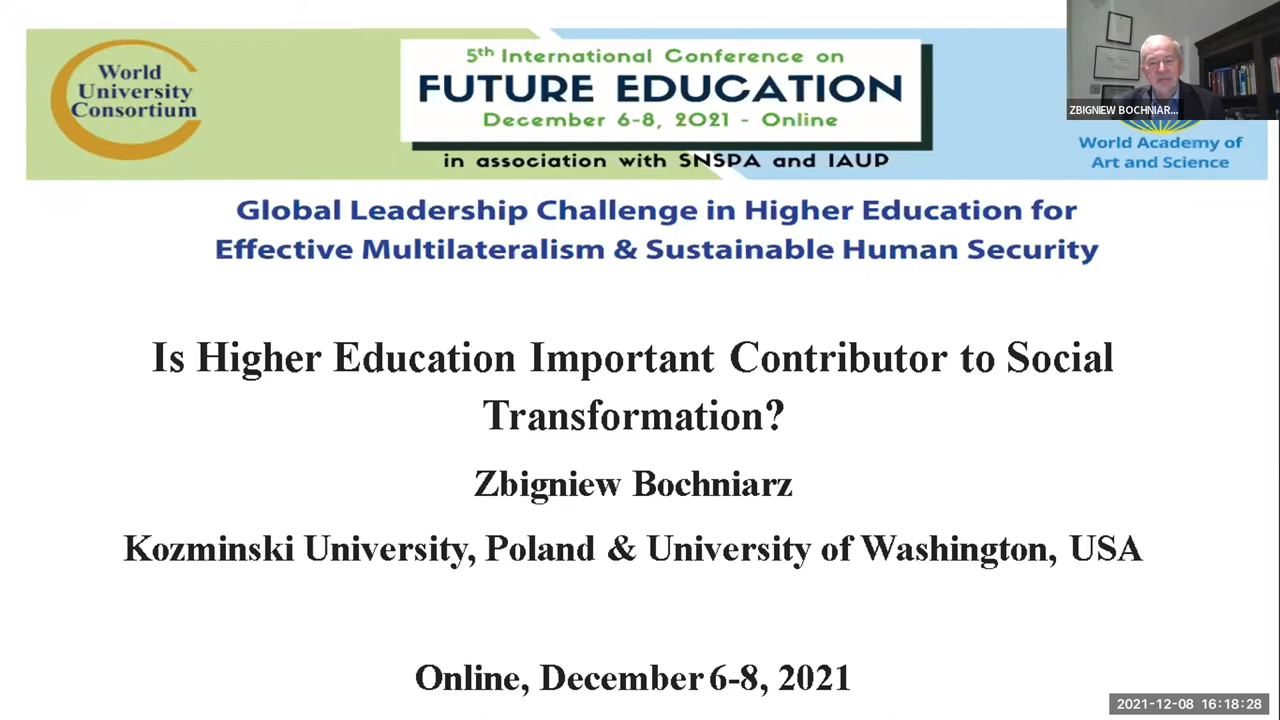 World
University
Consortium
5th International Conference on
FUTURE EDUCATION
December 6-8, 2021 - Online
in association with SNSPA and IAUP
ZBIGNIEW BOCHNIAR...
World Academy of
Art and Science
Global Leadership Challenge in Higher Education for
Effective Multilateralism & Sustainable Human Security
Is Higher Education Important Contributor to Social
Transformation?
Zbigniew Bochniarz
Kozminski University, Poland & University of Washington, USA
Online, December 6-8, 2021
2021-12-08 16:18:28